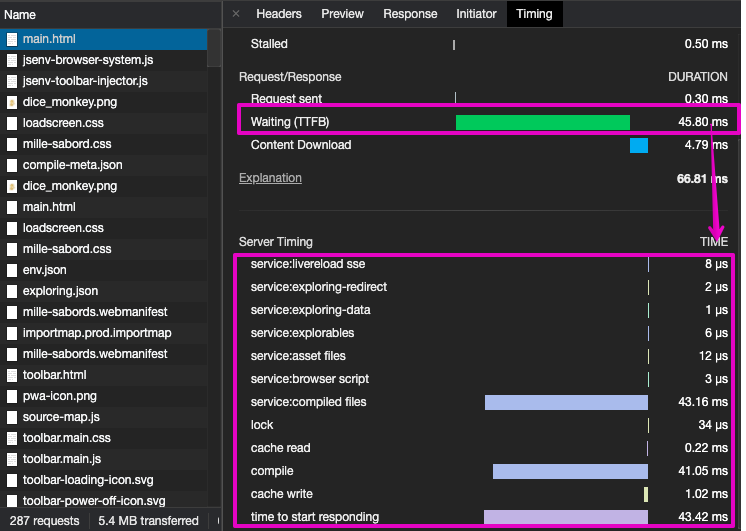 Name
× Headers Preview Response Initiator Timing
main.html
jsenv-browser-system.js
jsenv-toolbar-injector.js
dice_monkey.png
loadscreen.css
mille-sabord.css
compile-meta.json
dice_monkey.png
main.html
loadscreen.css
mille-sabord.css
env.json
exploring.json
mille-sabords.webmanifest
importmap.prod.importmap
mille-sabords.webmanifest
toolbar.html
pwa-icon.png
source-map.js
toolbar.main.css
toolbar.main.js
toolbar-loading-icon.svg
toolbar-power-off-icon.svg
287 requests 5.4 MB transferred
Stalled 0.50 ms
Request/Response DURATION
Request sent 0.30 ms
Waiting (TTFB) 45.80 ms
Content Download 4.79 ms
Explanation 66.81 ms
Server Timing TIME
service:livereload sse 8 µs
service:exploring-redirect 2 µs
service:exploring-data 1 µs
service:explorables 6 µs
service:asset files 12 µs
service:browser script 3 µs
service:compiled files 43.16 ms
lock 34 µs
cache read 0.22 ms
compile 41.05 ms
cache write 1.02 ms
time to start responding 43.42 ms